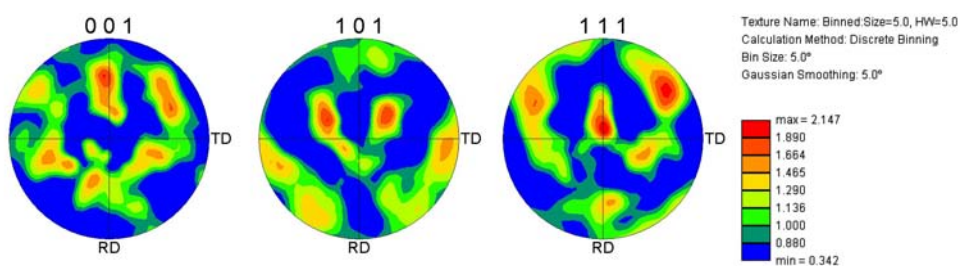 0 0 1
1 0 1
1 1 1
TD
TD
TD
RD
RD
RD
Texture Name: Binned:Size=5.0, HW=5.0
Calculation Method: Discrete Binning
Bin Size: 5.0°
Gaussian Smoothing: 5.0°
max = 2.147
1.890
1.664
1.465
1.290
1.136
1.000
0.880
min = 0.342